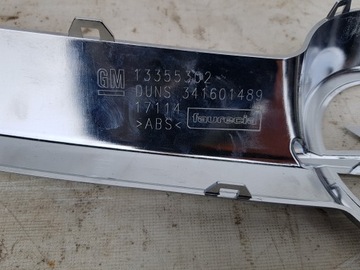 GM 13355302
DUNS 341601489
17114 faurecia
>ABS<